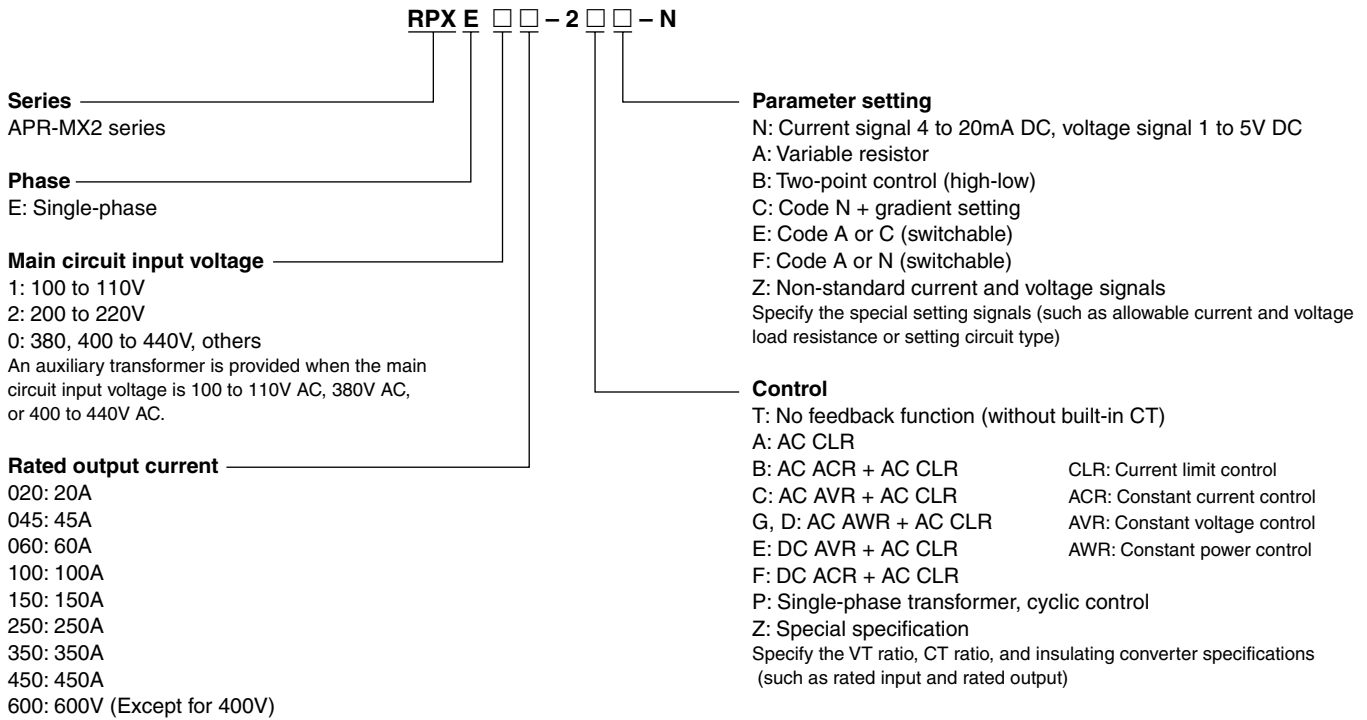 RPX E □ □ – 2 □ □ – N
Series
APR-MX2 series
Phase
E: Single-phase
Main circuit input voltage
1: 100 to 110V
2: 200 to 220V
0: 380, 400 to 440V, others
An auxiliary transformer is provided when the main
circuit input voltage is 100 to 110V AC, 380V AC,
or 400 to 440V AC.
Rated output current
020: 20A
045: 45A
060: 60A
100: 100A
150: 150A
250: 250A
350: 350A
450: 450A
600: 600V (Except for 400V)
Parameter setting
N: Current signal 4 to 20mA DC, voltage signal 1 to 5V DC
A: Variable resistor
B: Two-point control (high-low)
C: Code N + gradient setting
E: Code A or C (switchable)
F: Code A or N (switchable)
Z: Non-standard current and voltage signals
Specify the special setting signals (such as allowable current and voltage
load resistance or setting circuit type)
Control
T: No feedback function (without built-in CT)
A: AC CLR
B: AC ACR + AC CLR CLR: Current limit control
C: AC AVR + AC CLR ACR: Constant current control
G, D: AC AWR + AC CLR AVR: Constant voltage control
E: DC AVR + AC CLR AWR: Constant power control
F: DC ACR + AC CLR
P: Single-phase transformer, cyclic control
Z: Special specification
Specify the VT ratio, CT ratio, and insulating converter specifications
(such as rated input and rated output)